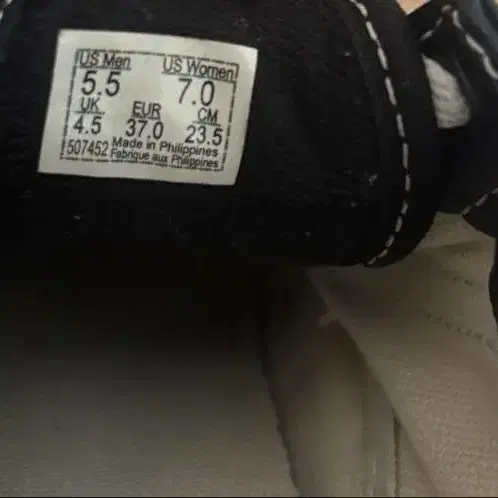 US Men US Women
5.5 7.0
UK EUR CM
4.5 37.0 23.5
507452 Made in Philippines
Fabrique aux Philippines